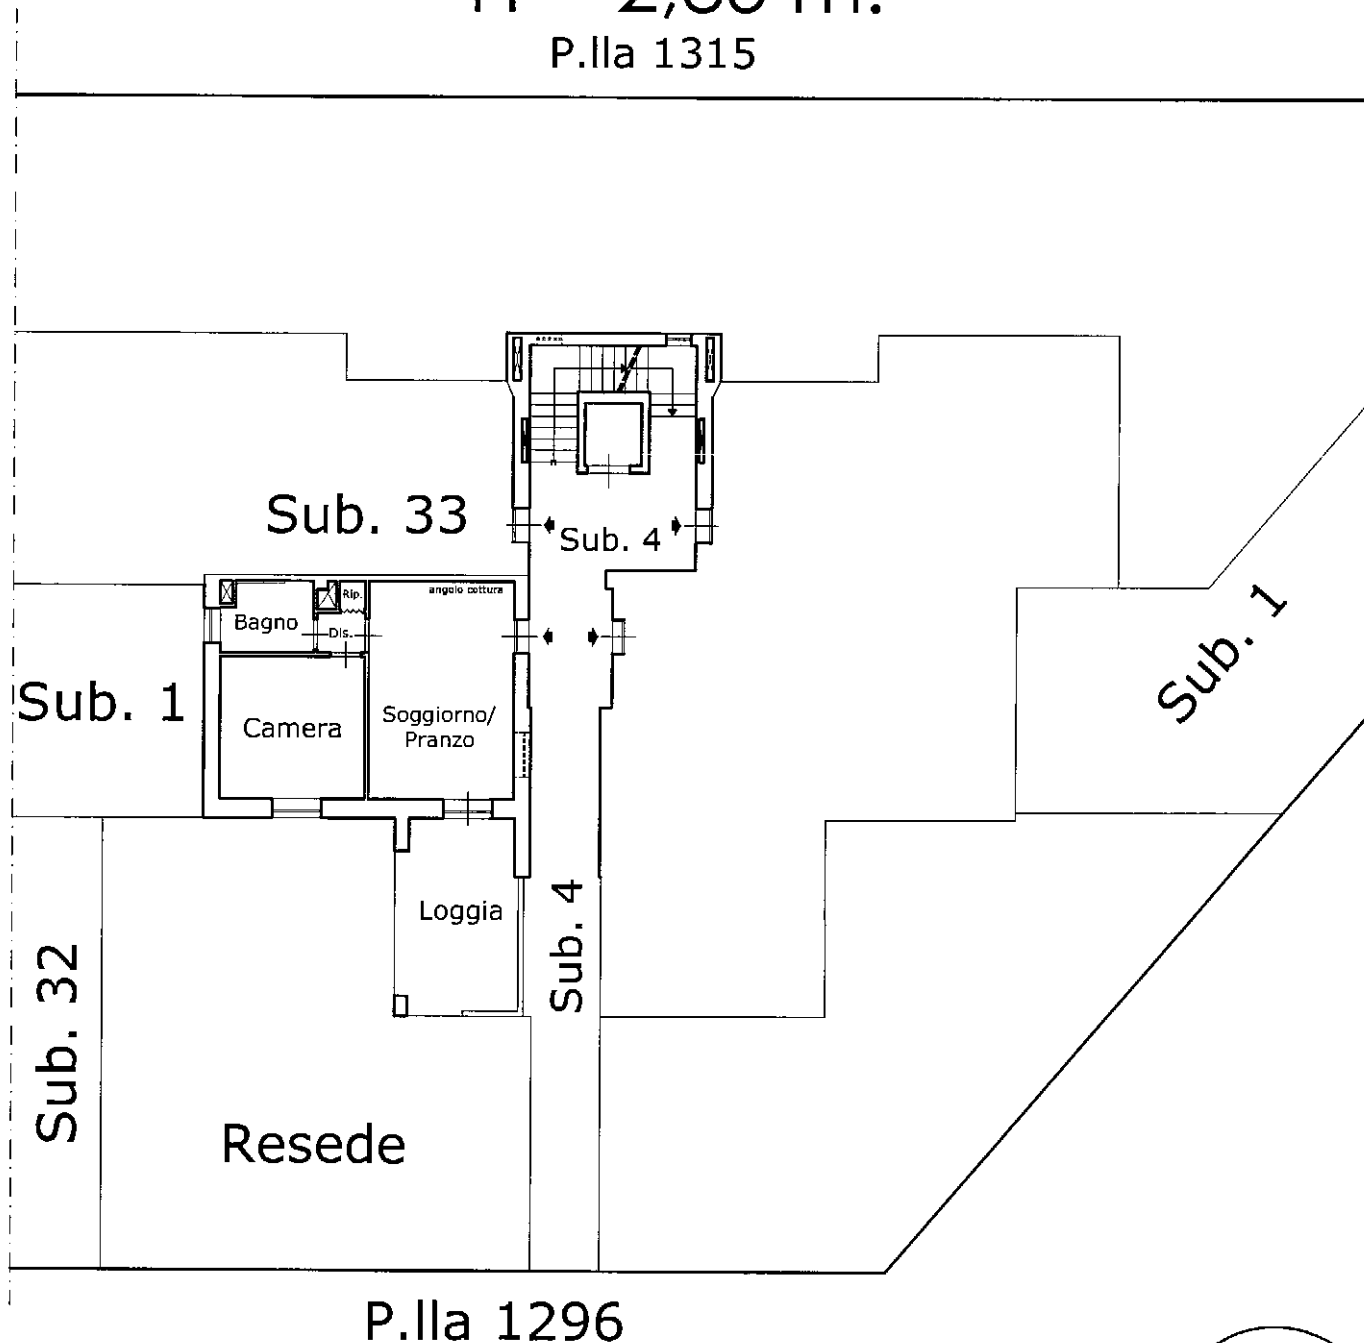 P.lla 1315
Sub. 33
Sub. 4
angolo cottura
Rip.
Bagno
Dis.
Sub. 1
Sub. 1
Camera
Soggiorno/
Pranzo
Loggia
Sub. 4
Sub. 32
Resede
P.lla 1296